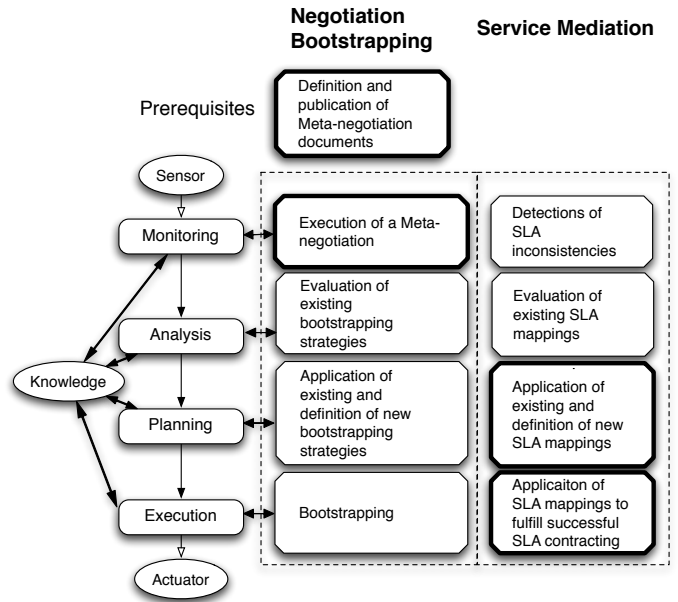 Negotiation
Bootstrapping
Service Mediation
Prerequisites
Definition and
publication of
Meta-negotiation
documents
Sensor
Monitoring
Execution of a Meta-
negotiation
Detections of
SLA
inconsistencies
Analysis
Evaluation of
existing
bootstrapping
strategies
Evaluation of
existing SLA
mappings
Knowledge
Planning
Application of
existing and
definition of new
bootstrapping
strategies
Application of
existing and
definition of new
SLA mappings
Execution
Bootstrapping
Applicaiton of
SLA mappings to
fulfill successful
SLA contracting
Actuator